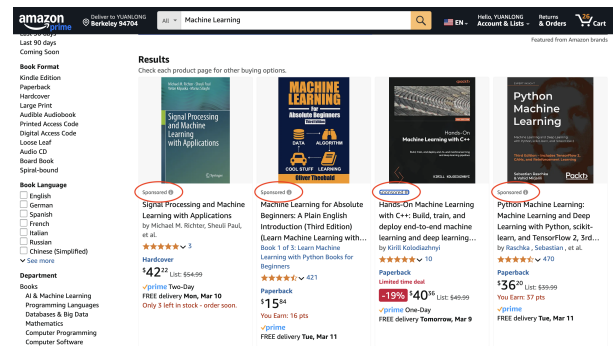 amazon
prime
Deliver to YUANLONG
Berkeley 94704
All
Machine Learning
EN
Hello, YUANLONG
Account & Lists
Returns
& Orders
26
Cart
Last 30 days
Last 90 days
Coming Soon
Book Format
Kindle Edition
Paperback
Hardcover
Large Print
Audible Audiobook
Printed Access Code
Digital Access Code
Loose Leaf
Audio CD
Board Book
Spiral-bound
Book Language
English
German
Spanish
French
Italian
Russian
Chinese (Simplified)
See more
Department
Books
AI & Machine Learning
Programming Languages
Databases & Big Data
Mathematics
Computer Programming
Computer Software
Featured from Amazon brands
Results
Check each product page for other buying options.
Signal Processing
and Machine
Learning
with Applications
Springer
Sponsored
Signal Processing and Machine
Learning with Applications
by Michael M. Richter, Sheuli Paul,
et al.
3
Hardcover
$42 22 List: $54.99
prime Two-Day
FREE delivery Mon, Mar 10
Only 3 left in stock - order soon.
MACHINE
LEARNING
for
Absolute Beginners
Third Edition
DATA
ALGORITHM
COOL STUFF
LEARNING
Oliver Theobald
Sponsored
Machine Learning for Absolute
Beginners: A Plain English
Introduction (Third Edition)
(Learn Machine Learning with...
Book 1 of 3: Learn Machine
Learning with Python Books for
Beginners
421
Paperback
$15 84
You Earn: 16 pts
prime
FREE delivery Tue, Mar 11
Hands-On
Machine Learning with C++
KIRILL KOLODIAZHNYI
Sponsored
Hands-On Machine Learning
with C++: Build, train, and
deploy end-to-end machine
learning and deep learning...
by Kirill Kolodiazhnyi
10
Paperback
Limited time deal
-19% $40 36 List: $49.99
prime One-Day
FREE delivery Tomorrow, Mar 9
Python
Machine
Learning
Sebastian Raschka
& Vahid Mirjalili
Packt
Sponsored
Python Machine Learning:
Machine Learning and Deep
Learning with Python, scikit-
learn, and TensorFlow 2, 3rd...
by Raschka , Sebastian , et al.
470
Paperback
$36 20 List: $39.99
You Earn: 37 pts
prime
FREE delivery Tue, Mar 11